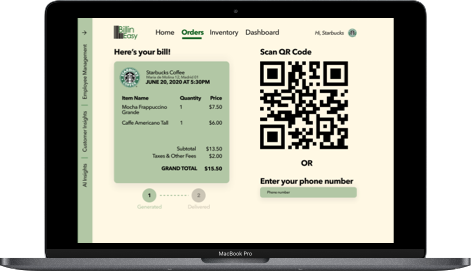 Billin
Easy
Home Orders Inventory Dashboard
Hi, Starbucks
Employee Management
Customer Insights
AI Insights
Here's your bill!
Starbucks Coffee
JUNE 20, 2020 AT 5:30PM
Item Name Quantity Price
Mocha Frappuccino 1 $7.50
Grande
Caffe Americano Tall 1 $6.00
Subtotal $13.50
Taxes & Other Fees $2.00
GRAND TOTAL $15.50
1 2
Generated Delivered
Scan QR Code
OR
Enter your phone number
Phone number
MacBook Pro